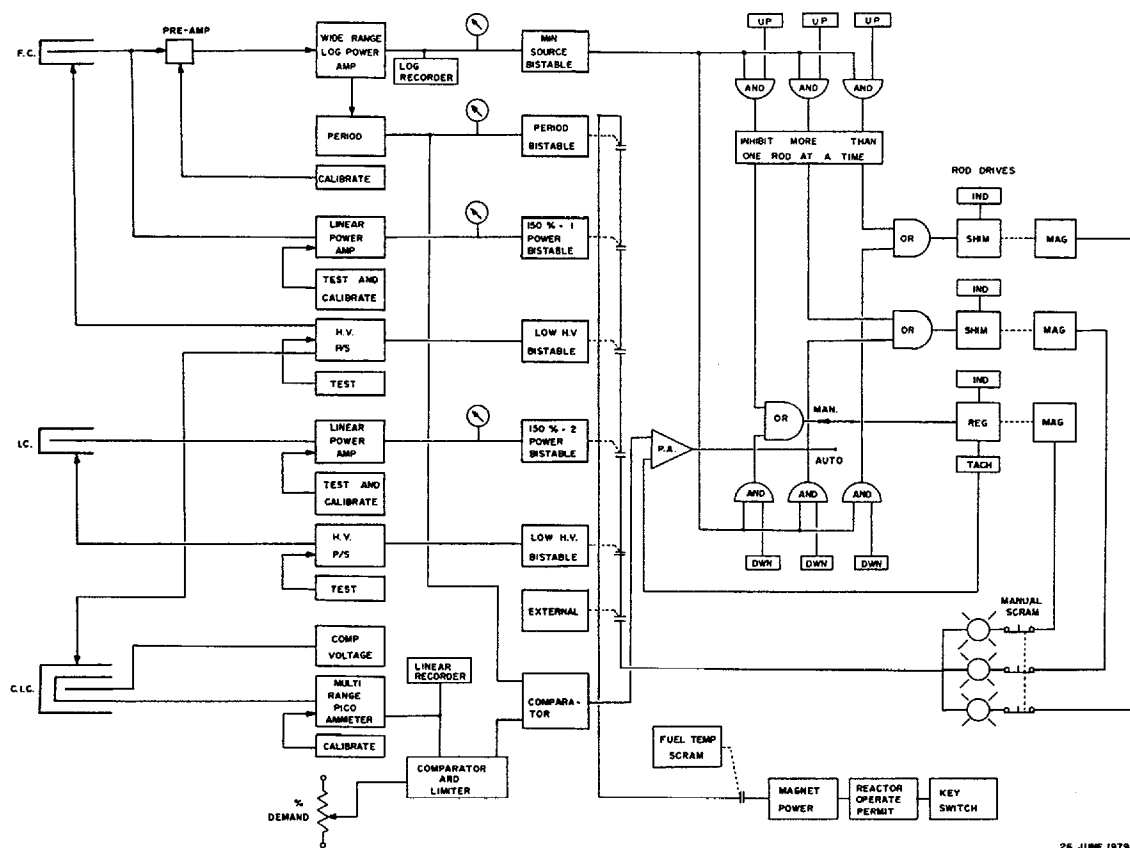 UP
UP
UP
PRE-AMP
F.C.
WIDE RANGE
LOG POWER
AMP
LOG
RECORDER
MIN
SOURCE
BISTABLE
AND
AND
AND
PERIOD
PERIOD
BISTABLE
INHIBIT MORE THAN
ONE ROD AT A TIME
CALIBRATE
ROD DRIVES
IND
LINEAR
POWER
AMP
150 % - 1
POWER
BISTABLE
OR
SHIM
MAG
TEST AND
CALIBRATE
IND
H.V.
P/S
LOW H.V
BISTABLE
OR
SHIM
MAG
TEST
IND
I.C.
LINEAR
POWER
AMP
150 % - 2
POWER
BISTABLE
P.A.
OR
MAN.
REG
MAG
AUTO
TACH
TEST AND
CALIBRATE
AND
AND
AND
H.V.
P/S
LOW H.V.
BISTABLE
DWN
DWN
DWN
TEST
EXTERNAL
MANUAL
SCRAM
COMP
VOLTAGE
LINEAR
RECORDER
C.I.C.
MULTI
RANGE
PICO
AMMETER
COMPARA-
TOR
CALIBRATE
FUEL TEMP
SCRAM
COMPARATOR
AND
LIMITER
%
DEMAND
MAGNET
POWER
REACTOR
OPERATE
PERMIT
KEY
SWITCH
26 JUNE 1979